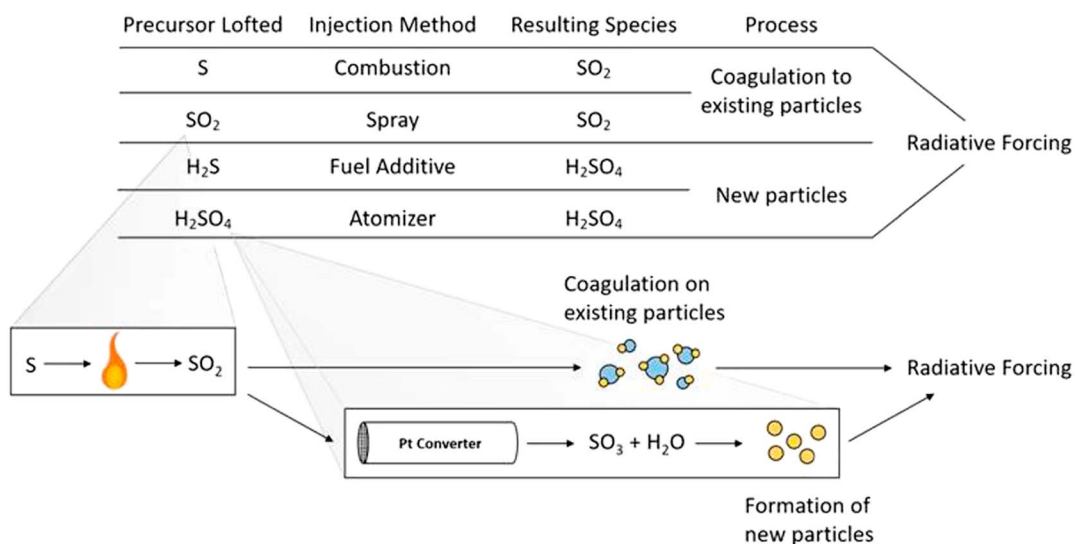 Precursor Lofted Injection Method Resulting Species Process
S Combustion SO₂
Coagulation to
existing particles
SO₂ Spray SO₂
Radiative Forcing
H₂S Fuel Additive H₂SO₄
New particles
H₂SO₄ Atomizer H₂SO₄
Coagulation on
existing particles
S SO₂
Radiative Forcing
Pt Converter SO₃ + H₂O
Formation of
new particles